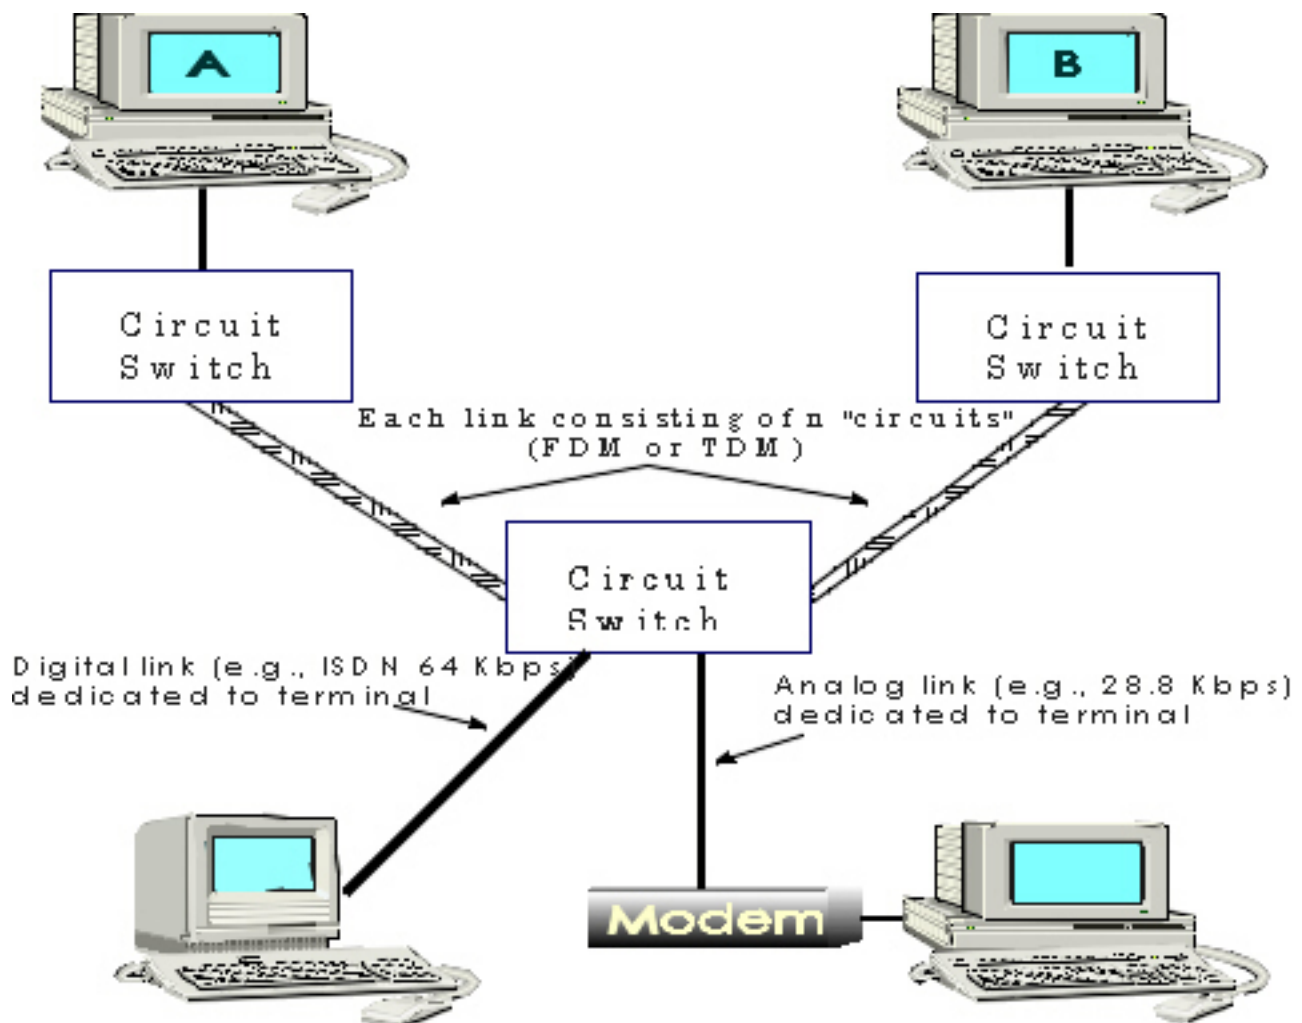 A
B
Circuit
Switch
Circuit
Switch
Each link consisting of n "circuits"
(FDM or TDM)
Circuit
Switch
Digital link (e.g., ISDN 64 Kbps)
dedicated to terminal
Analog link (e.g., 28.8 Kbps)
dedicated to terminal
Modem